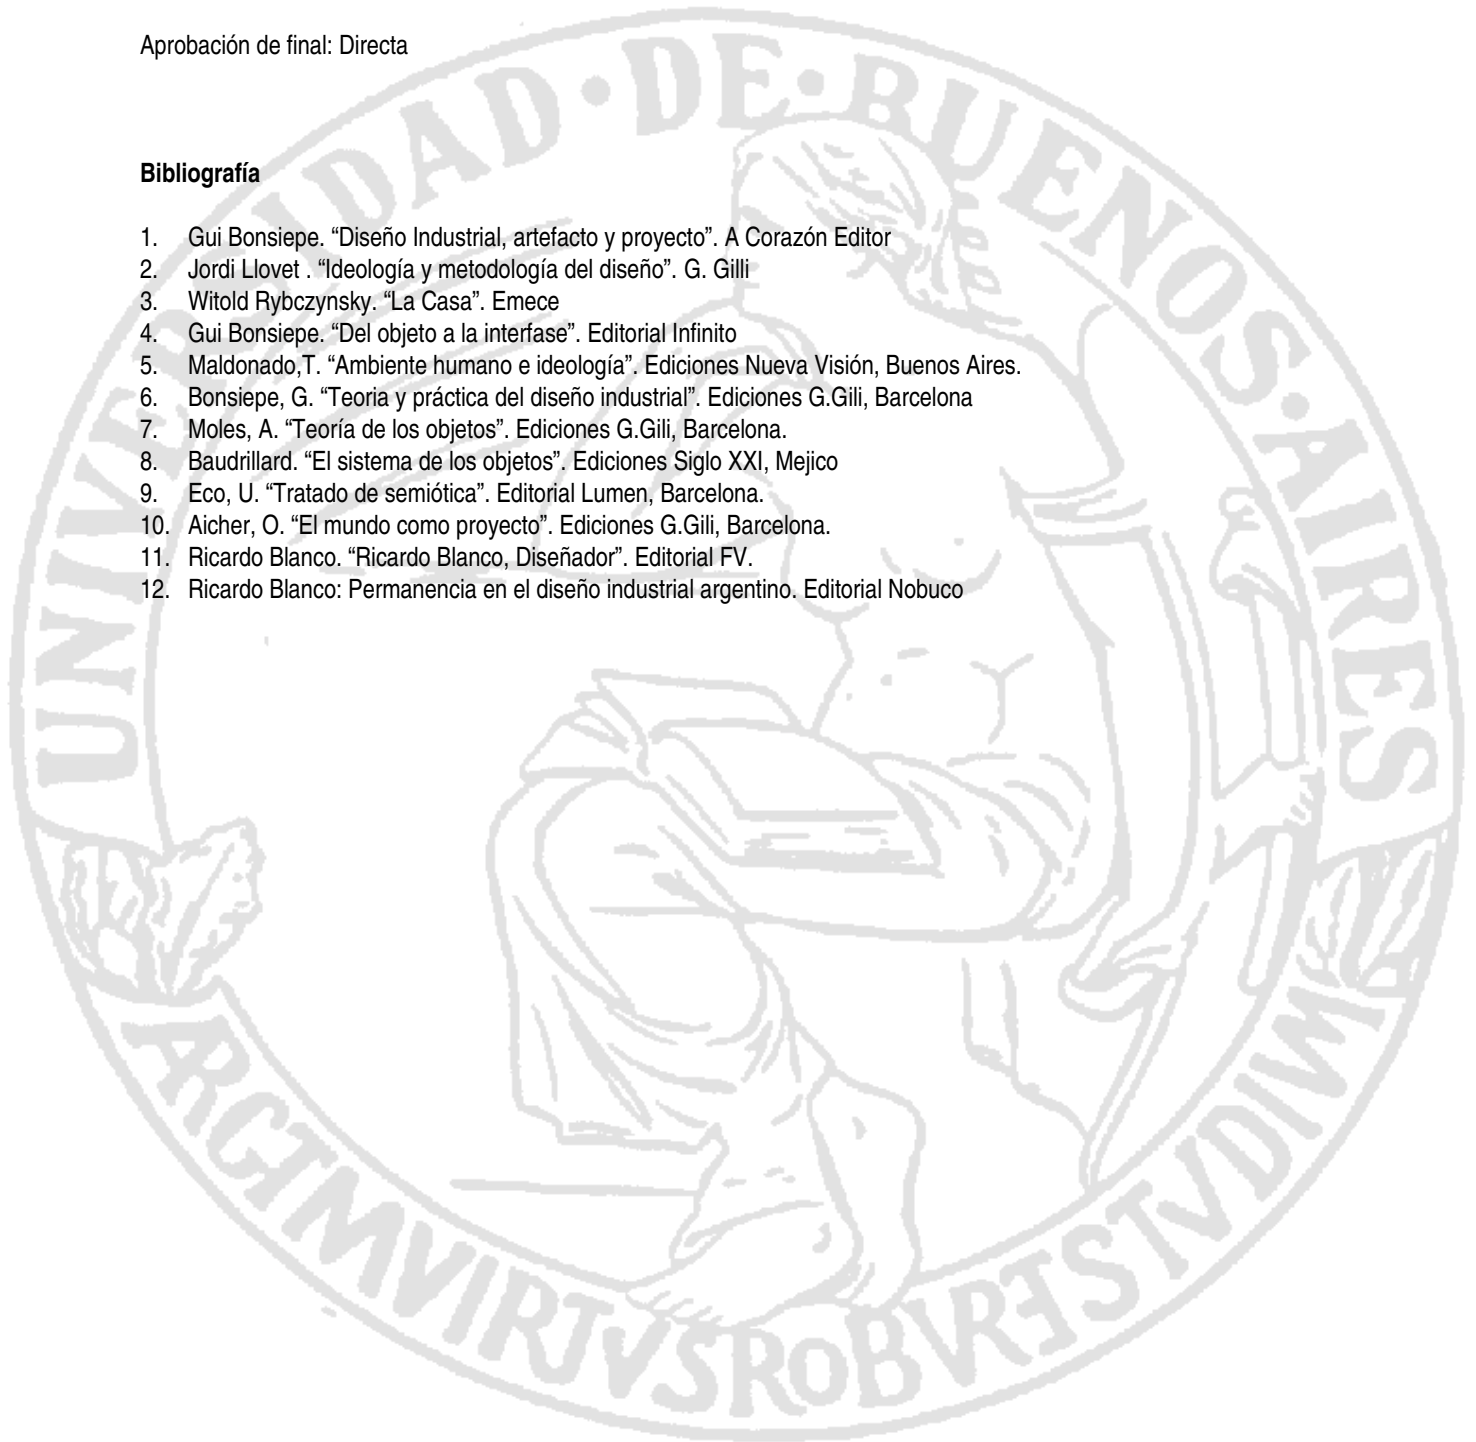 Aprobación de final: Directa
Bibliografía
1. Gui Bonsiepe. “Diseño Industrial, artefacto y proyecto”. A Corazón Editor
2. Jordi Llovet . “Ideología y metodología del diseño”. G. Gilli
3. Witold Rybczynsky. “La Casa”. Emece
4. Gui Bonsiepe. “Del objeto a la interfase”. Editorial Infinito
5. Maldonado,T. “Ambiente humano e ideología”. Ediciones Nueva Visión, Buenos Aires.
6. Bonsiepe, G. “Teoria y práctica del diseño industrial”. Ediciones G.Gili, Barcelona
7. Moles, A. “Teoría de los objetos”. Ediciones G.Gili, Barcelona.
8. Baudrillard. “El sistema de los objetos”. Ediciones Siglo XXI, Mejico
9. Eco, U. “Tratado de semiótica”. Editorial Lumen, Barcelona.
10. Aicher, O. “El mundo como proyecto”. Ediciones G.Gili, Barcelona.
11. Ricardo Blanco. “Ricardo Blanco, Diseñador”. Editorial FV.
12. Ricardo Blanco: Permanencia en el diseño industrial argentino. Editorial Nobuco
UNIVERSIDAD·DE·BUENOS·AIRES
ARGTMVIRTVSROBVRESTVDIVM